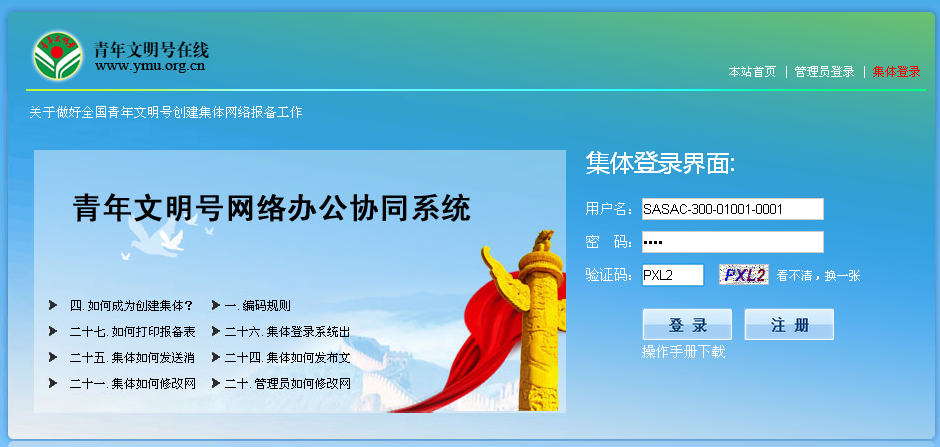 青年文明号在线
www.ymu.org.cn
本站首页 | 管理员登录 | 集体登录
关于做好全国青年文明号创建集体网络报备工作
青年文明号网络办公协同系统
四. 如何成为创建集体？
一. 编码规则
二十七. 如何打印报备表
二十六. 集体登录系统出
二十五. 集体如何发送消
二十四. 集体如何发布文
二十一. 集体如何修改网
二十. 管理员如何修改网
集体登录界面:
用户名： SASAC-300-01001-0001
密 码： ••••
验证码： PXL2 PXL2 看不清，换一张
登 录 注 册
操作手册下载